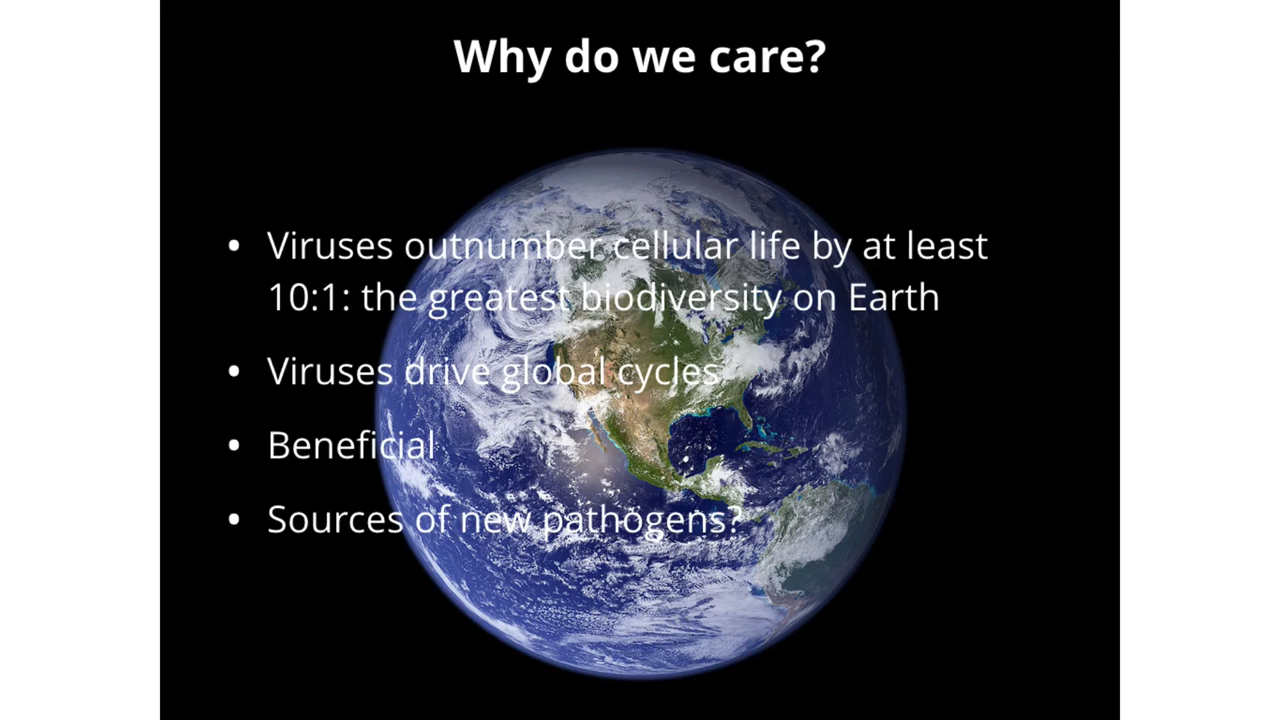 Why do we care?
• Viruses outnumber cellular life by at least
10:1: the greatest biodiversity on Earth
• Viruses drive global cycles
• Beneficial
• Sources of new pathogens?